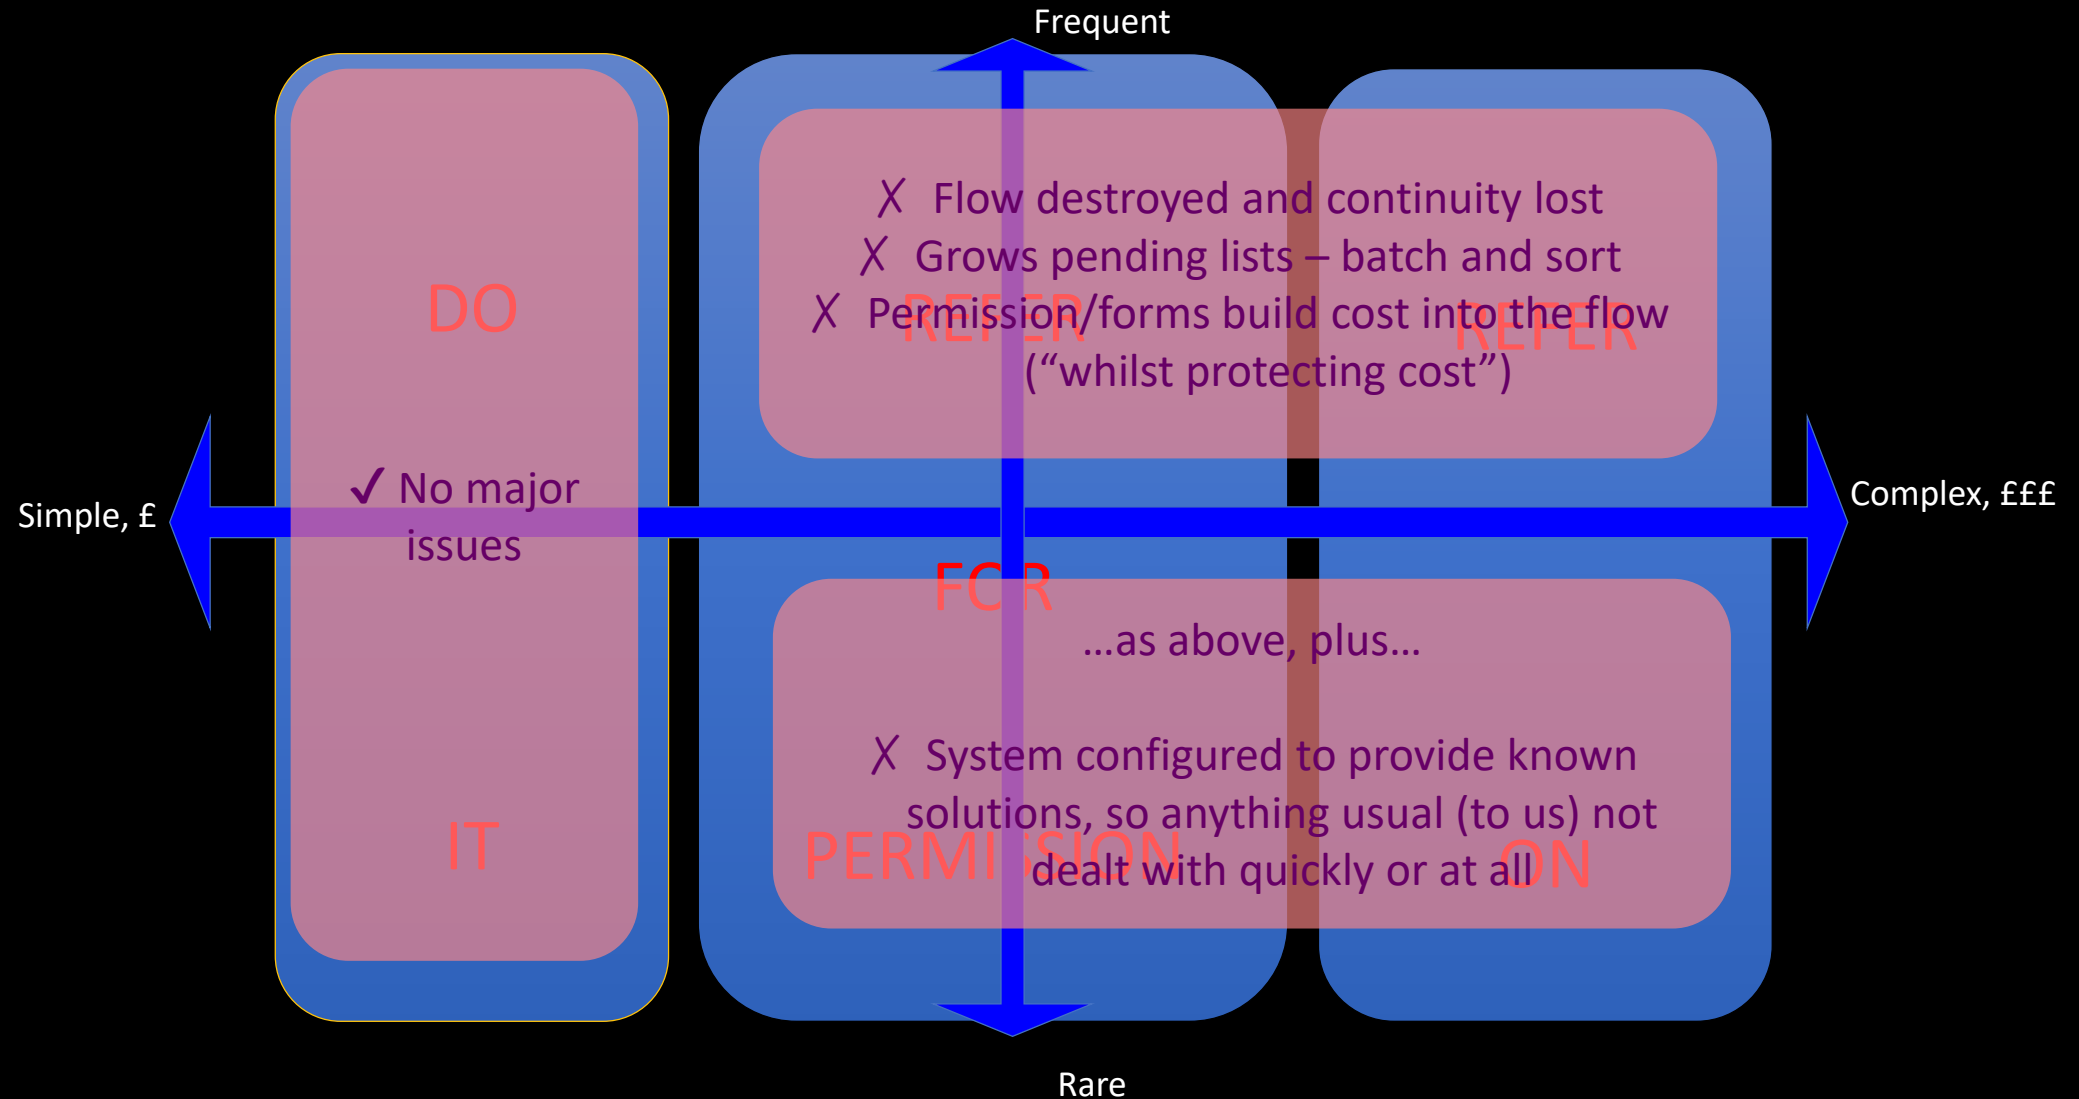 Frequent
✗ Flow destroyed and continuity lost
✗ Grows pending lists – batch and sort
✗ Permission/forms build cost into the flow
(“whilst protecting cost”)
DO
REFER
REFER
✓ No major
issues
Simple, £
Complex, £££
FOR
...as above, plus...
✗ System configured to provide known
solutions, so anything usual (to us) not
dealt with quickly or at all
IT
PERMISSION
ON
Rare